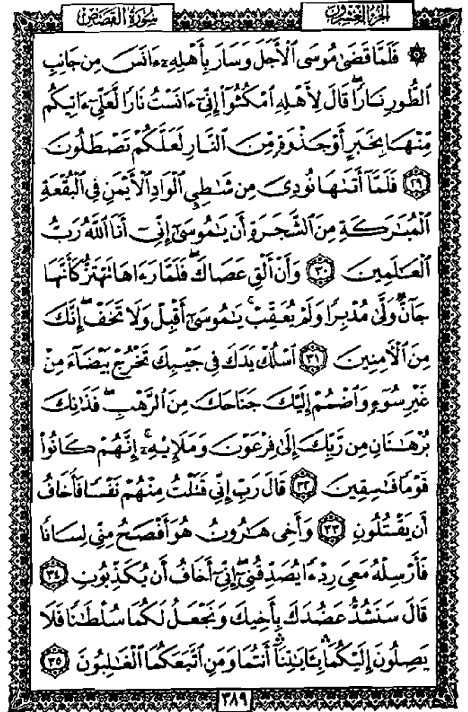 سُورَةُ القَصَصِ
الجزء العشرون
۞ فَلَمَّا قَضَىٰ مُوسَى ٱلْأَجَلَ وَسَارَ بِأَهْلِهِۦٓ ءَانَسَ مِن جَانِبِ
ٱلطُّورِ نَارًا ۖ قَالَ لِأَهْلِهِ ٱمْكُثُوٓا۟ إِنِّىٓ ءَانَسْتُ نَارًا لَّعَلِّىٓ ءَاتِيكُم
مِّنْهَا بِخَبَرٍ أَوْ جَذْوَةٍ مِّنَ ٱلنَّارِ لَعَلَّكُمْ تَصْطَلُونَ
٢٩ فَلَمَّآ أَتَىٰهَا نُودِىَ مِن شَٰطِئِ ٱلْوَادِ ٱلْأَيْمَنِ فِى ٱلْبُقْعَةِ
ٱلْمُبَٰرَكَةِ مِنَ ٱلشَّجَرَةِ أَن يَٰمُوسَىٰٓ إِنِّىٓ أَنَا ٱللَّهُ رَبُّ
ٱلْعَٰلَمِينَ ٣٠ وَأَنْ أَلْقِ عَصَاكَ ۖ فَلَمَّا رَءَاهَا تَهْتَزُّ كَأَنَّهَا
جَآنٌّ وَلَّىٰ مُدْبِرًا وَلَمْ يُعَقِّبْ ۚ يَٰمُوسَىٰٓ أَقْبِلْ وَلَا تَخَفْ ۖ إِنَّكَ
مِنَ ٱلْءَامِنِينَ ٣١ ٱسْلُكْ يَدَكَ فِى جَيْبِكَ تَخْرُجْ بَيْضَآءَ مِنْ
غَيْرِ سُوٓءٍ وَٱضْمُمْ إِلَيْكَ جَنَاحَكَ مِنَ ٱلرَّهْبِ ۖ فَذَٰنِكَ
بُرْهَٰنَانِ مِن رَّبِّكَ إِلَىٰ فِرْعَوْنَ وَمَلَإِي۟هِۦٓ ۚ إِنَّهُمْ كَانُوا۟
قَوْمًا فَٰسِقِينَ ٣٢ قَالَ رَبِّ إِنِّى قَتَلْتُ مِنْهُمْ نَفْسًا فَأَخَافُ
أَن يَقْتُلُونِ ٣٣ وَأَخِى هَٰرُونُ هُوَ أَفْصَحُ مِنِّى لِسَانًا
فَأَرْسِلْهُ مَعِىَ رِدْءًا يُصَدِّقُنِىٓ ۖ إِنِّىٓ أَخَافُ أَن يُكَذِّبُونِ ٣٤
قَالَ سَنَشُدُّ عَضُدَكَ بِأَخِيكَ وَنَجْعَلُ لَكُمَا سُلْطَٰنًا فَلَا
يَصِلُونَ إِلَيْكُمَا ۚ بِـَٔايَٰتِنَآ أَنتُمَا وَمَنِ ٱتَّبَعَكُمَا ٱلْغَٰلِبُونَ ٣٥
٣٨٩